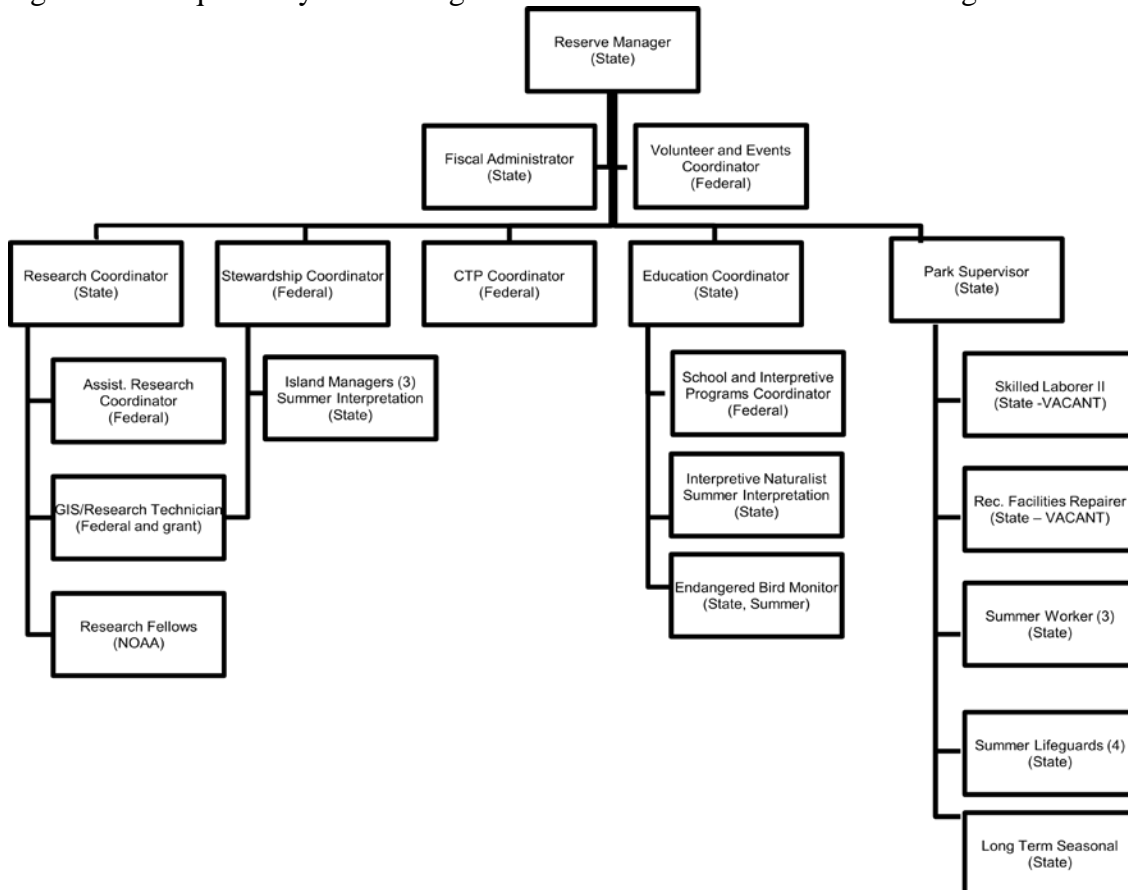 Reserve Manager
(State)
Fiscal Administrator
(State)
Volunteer and Events
Coordinator
(Federal)
Research Coordinator
(State)
Stewardship Coordinator
(Federal)
CTP Coordinator
(Federal)
Education Coordinator
(State)
Park Supervisor
(State)
Assist. Research
Coordinator
(Federal)
GIS/Research Technician
(Federal and grant)
Research Fellows
(NOAA)
Island Managers (3)
Summer Interpretation
(State)
School and Interpretive
Programs Coordinator
(Federal)
Interpretive Naturalist
Summer Interpretation
(State)
Endangered Bird Monitor
(State, Summer)
Skilled Laborer II
(State -VACANT)
Rec. Facilities Repairer
(State – VACANT)
Summer Worker (3)
(State)
Summer Lifeguards (4)
(State)
Long Term Seasonal
(State)